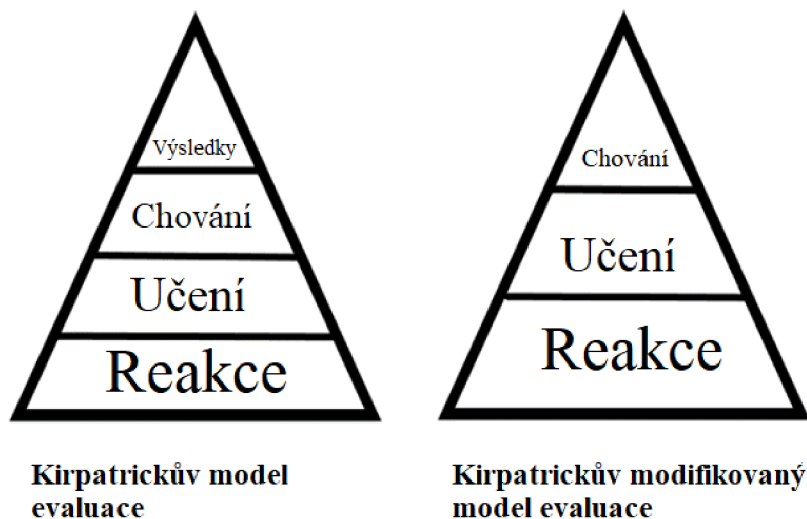 Výsledky
Chování
Učení
Reakce
Kirpatrickův model
evaluace
Chování
Učení
Reakce
Kirpatrickův modifikovaný
model evaluace